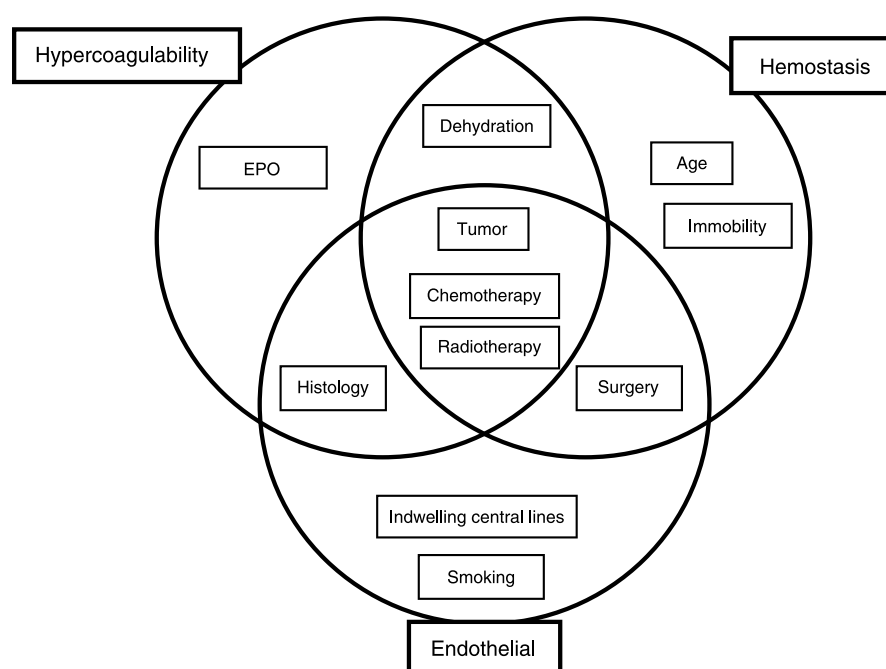 Hypercoagulability
Hemostasis
Dehydration
EPO
Age
Tumor
Immobility
Chemotherapy
Radiotherapy
Histology
Surgery
Indwelling central lines
Smoking
Endothelial